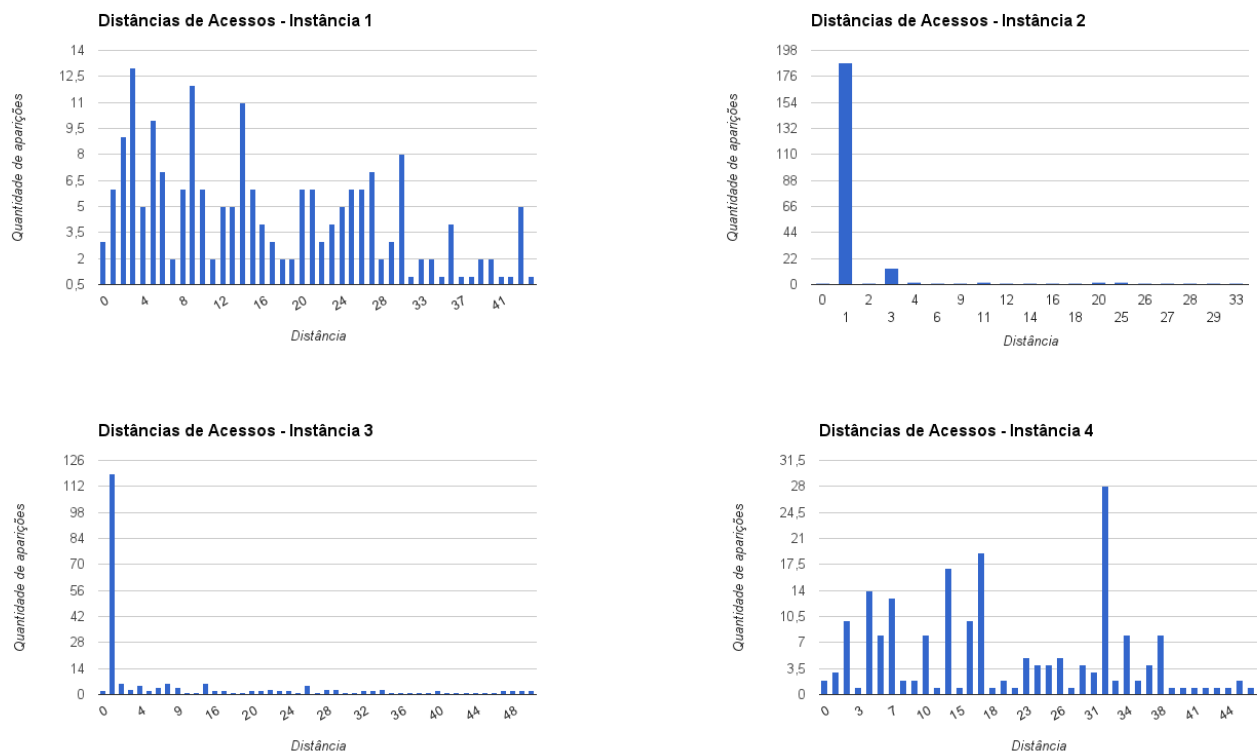 Distâncias de Acessos - Instância 1
Quantidade de aparições
14
12,5
11
9,5
8
6,5
5
3,5
2
0,5
0 4 8 12 16 20 24 28 33 37 41
Distância
Distâncias de Acessos - Instância 2
Quantidade de aparições
198
176
154
132
110
88
66
44
22
0
0 2 4 9 12 16 20 26 28 33
1 3 6 11 14 18 25 27 29
Distância
Distâncias de Acessos - Instância 3
Quantidade de aparições
126
112
98
84
70
56
42
28
14
0
0 4 9 16 20 26 30 34 40 44 48
Distância
Distâncias de Acessos - Instância 4
Quantidade de aparições
31,5
28
24,5
21
17,5
14
10,5
7
3,5
0
0 3 7 10 15 18 23 26 31 34 38 41 44
Distância